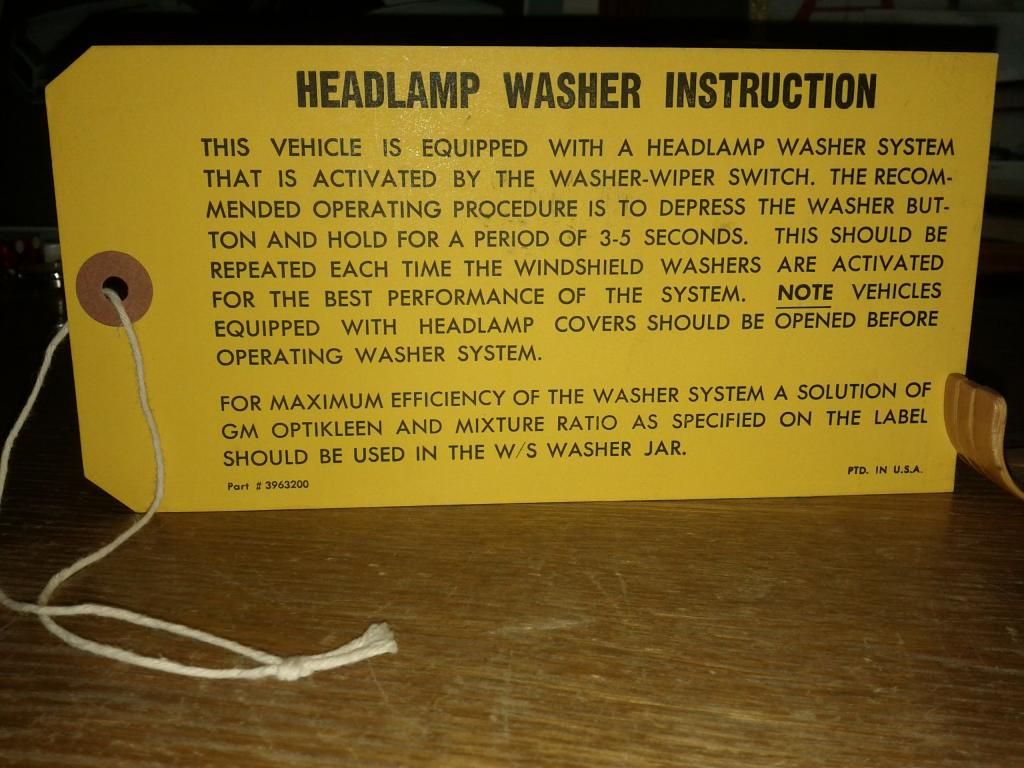 HEADLAMP WASHER INSTRUCTION
THIS VEHICLE IS EQUIPPED WITH A HEADLAMP WASHER SYSTEM
THAT IS ACTIVATED BY THE WASHER-WIPER SWITCH. THE RECOM-
MENDED OPERATING PROCEDURE IS TO DEPRESS THE WASHER BUT-
TON AND HOLD FOR A PERIOD OF 3-5 SECONDS. THIS SHOULD BE
REPEATED EACH TIME THE WINDSHIELD WASHERS ARE ACTIVATED
FOR THE BEST PERFORMANCE OF THE SYSTEM. NOTE VEHICLES
EQUIPPED WITH HEADLAMP COVERS SHOULD BE OPENED BEFORE
OPERATING WASHER SYSTEM.
FOR MAXIMUM EFFICIENCY OF THE WASHER SYSTEM A SOLUTION OF
GM OPTIKLEEN AND MIXTURE RATIO AS SPECIFIED ON THE LABEL
SHOULD BE USED IN THE W/S WASHER JAR.
Part # 3963200
PTD. IN U.S.A.